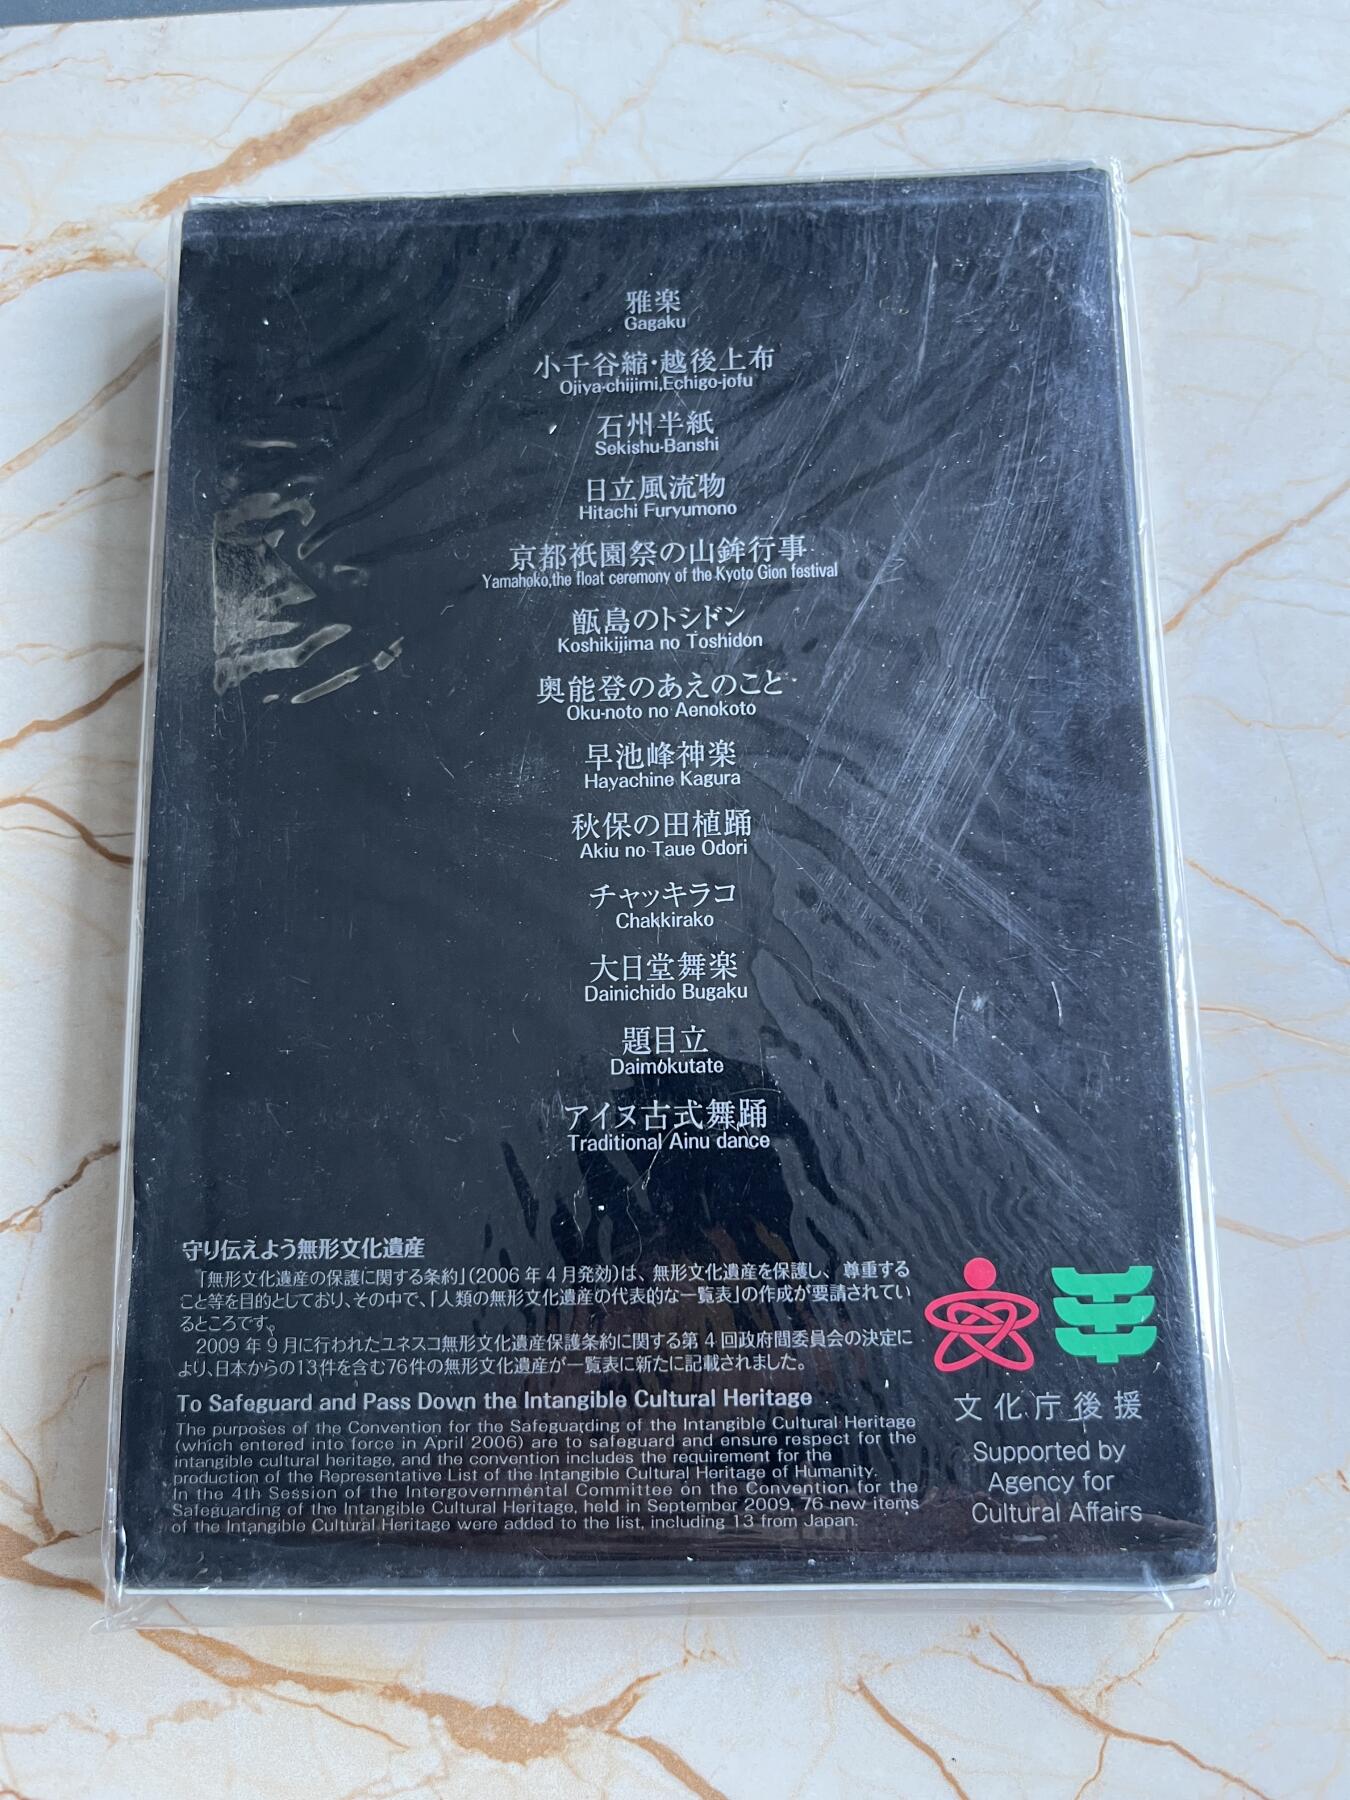 雅楽
Gagaku
小千谷縮・越後上布
Ojiya-chijimi,Echigo-jofu
石州半紙
Sekishu-Banshi
日立風流物
Hitachi Furyumono
京都祇園祭の山鉾行事
Yamahoko,the float ceremony of the Kyoto Gion festival
甑島のトシドン
Koshikijima no Toshidon
奥能登のあえのこと
Oku-noto no Aenokoto
早池峰神楽
Hayachine Kagura
秋保の田植踊
Akiu no Taue Odori
チャッキラコ
Chakkirako
大日堂舞楽
Dainichido Bugaku
題目立
Daimokutate
アイヌ古式舞踊
Traditional Ainu dance
守り伝えよう無形文化遺産
「無形文化遺産の保護に関する条約」(2006年4月発効)は、無形文化遺産を保護し、尊重する
こと等を目的としており、その中で、「人類の無形文化遺産の代表的な一覧表」の作成が要請されてい
るところです。
2009年9月に行われたユネスコ無形文化遺産保護条約に関する第4回政府間委員会の決定に
より、日本からの13件を含む76件の無形文化遺産が一覧表に新たに記載されました。
To Safeguard and Pass Down the Intangible Cultural Heritage
The purposes of the Convention for the Safeguarding of the Intangible Cultural Heritage
(which entered into force in April 2006) are to safeguard and ensure respect for the
intangible cultural heritage, and the convention includes the requirement for the
production of the Representative List of the Intangible Cultural Heritage of Humanity.
In the 4th Session of the Intergovernmental Committee on the Convention for the
Safeguarding of the Intangible Cultural Heritage, held in September 2009, 76 new items
of the Intangible Cultural Heritage were added to the list, including 13 from Japan.
文化庁後援
Supported by
Agency for
Cultural Affairs